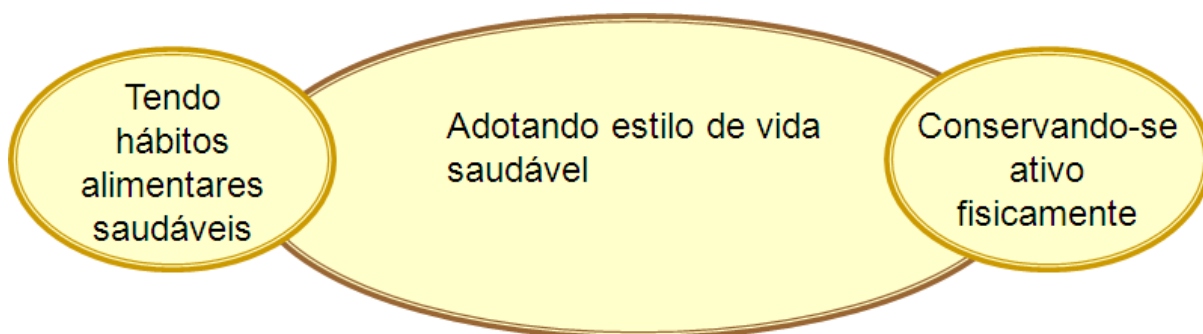 Tendo
hábitos
alimentares
saudáveis
Adotando estilo de vida
saudável
Conservando-se
ativo
fisicamente